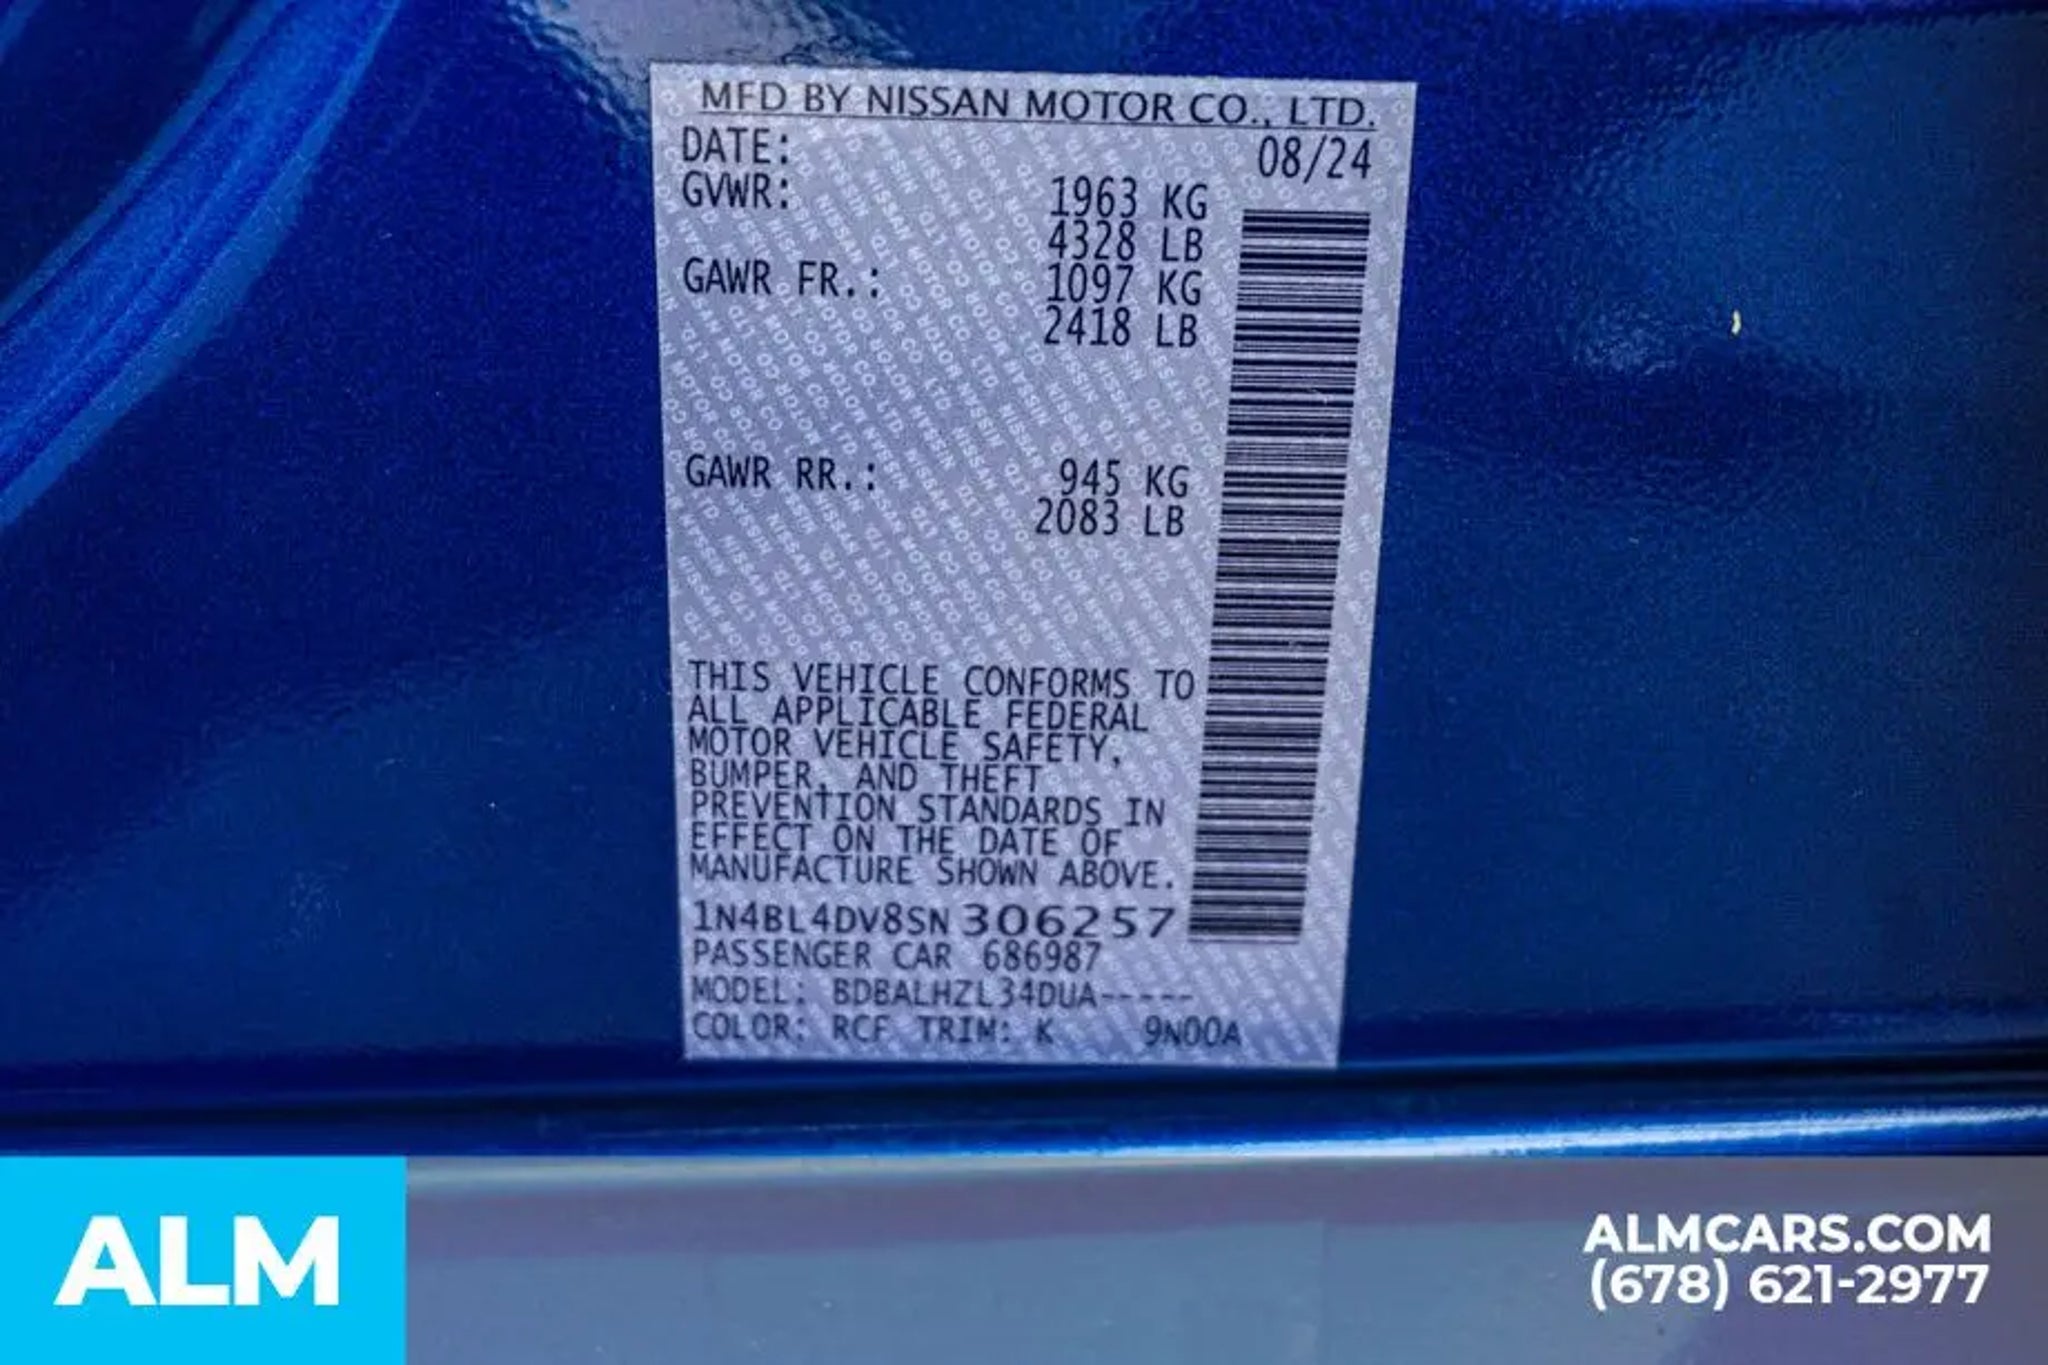 MFD BY NISSAN MOTOR CO., LTD.
DATE: 08/24
GVWR: 1963 KG
4328 LB
GAWR FR.: 1097 KG
2418 LB
GAWR RR.: 945 KG
2083 LB
THIS VEHICLE CONFORMS TO
ALL APPLICABLE FEDERAL
MOTOR VEHICLE SAFETY,
BUMPER, AND THEFT
PREVENTION STANDARDS IN
EFFECT ON THE DATE OF
MANUFACTURE SHOWN ABOVE.
1N4BL4DV8SN 306257
PASSENGER CAR 686987
MODEL: BDBALHZL34DUA-----
COLOR: RCF TRIM: K 9N00A
ALM
ALMCARS.COM
(678) 621-2977